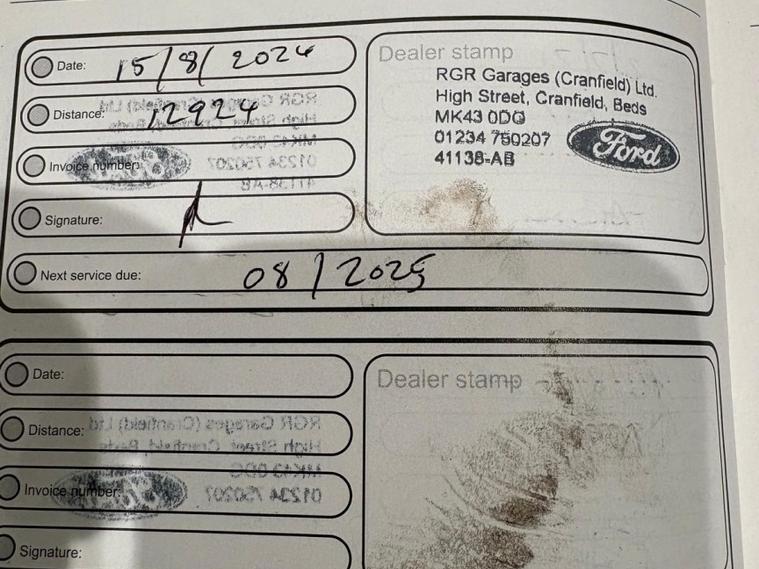 Date: 15/8/2024
Distance: 12924
Invoice number:
Signature:
Next service due: 08/2025
Dealer stamp
RGR Garages (Cranfield) Ltd.
High Street, Cranfield, Beds
MK43 0DG
01234 750207
41138-AB
Ford
Date:
Distance:
Invoice number:
Signature:
Dealer stamp